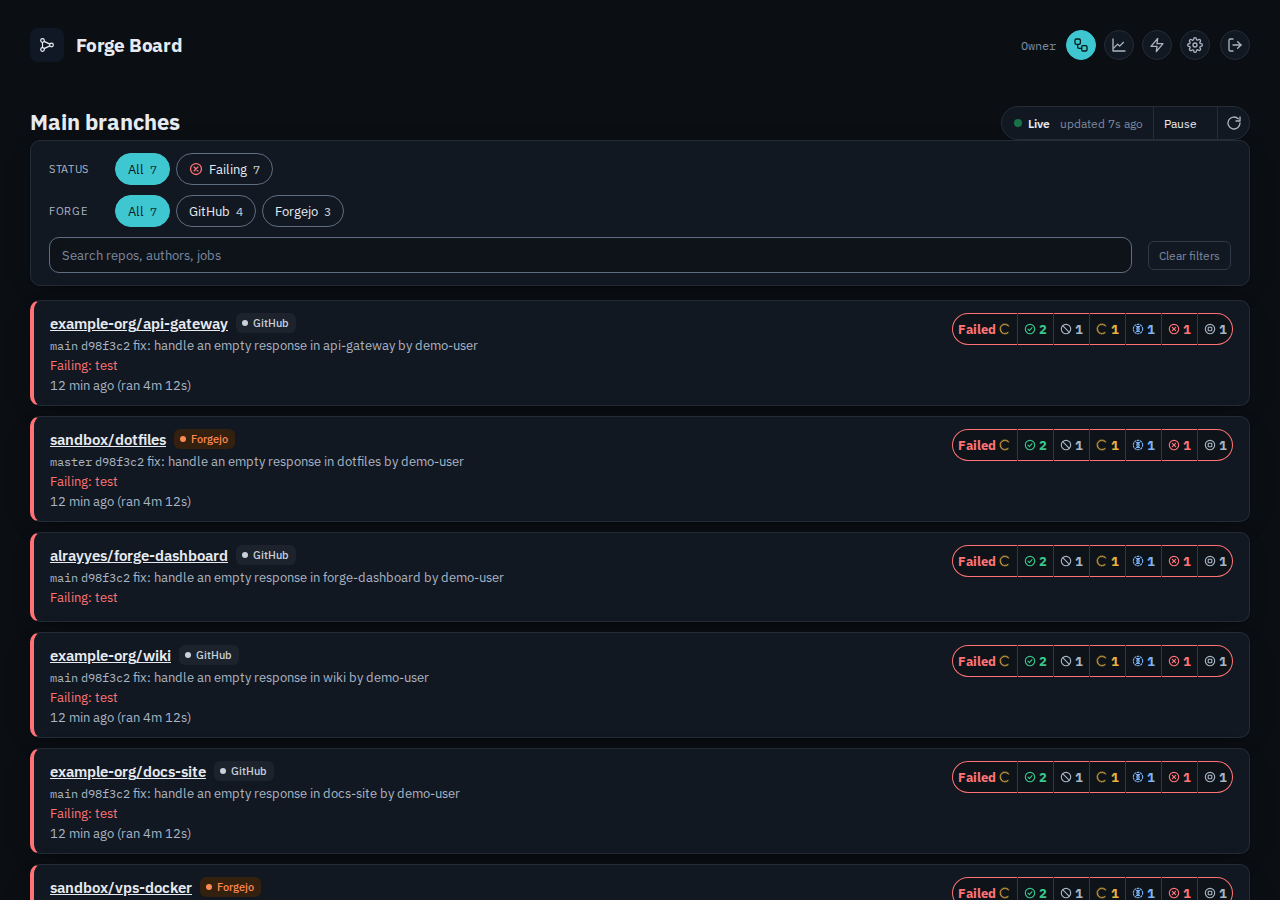 Forge Board
Owner
Main branches
Live updated 7s ago Pause
STATUS All 7 Failing 7
FORGE All 7 GitHub 4 Forgejo 3
Search repos, authors, jobs Clear filters
example-org/api-gateway GitHub Failed 2 1 1 1 1 1
main d98f3c2 fix: handle an empty response in api-gateway by demo-user
Failing: test
12 min ago (ran 4m 12s)
sandbox/dotfiles Forgejo Failed 2 1 1 1 1 1
master d98f3c2 fix: handle an empty response in dotfiles by demo-user
Failing: test
12 min ago (ran 4m 12s)
alrayyes/forge-dashboard GitHub Failed 2 1 1 1 1 1
main d98f3c2 fix: handle an empty response in forge-dashboard by demo-user
Failing: test
example-org/wiki GitHub Failed 2 1 1 1 1 1
main d98f3c2 fix: handle an empty response in wiki by demo-user
Failing: test
12 min ago (ran 4m 12s)
example-org/docs-site GitHub Failed 2 1 1 1 1 1
main d98f3c2 fix: handle an empty response in docs-site by demo-user
Failing: test
12 min ago (ran 4m 12s)
sandbox/vps-docker Forgejo Failed 2 1 1 1 1 1